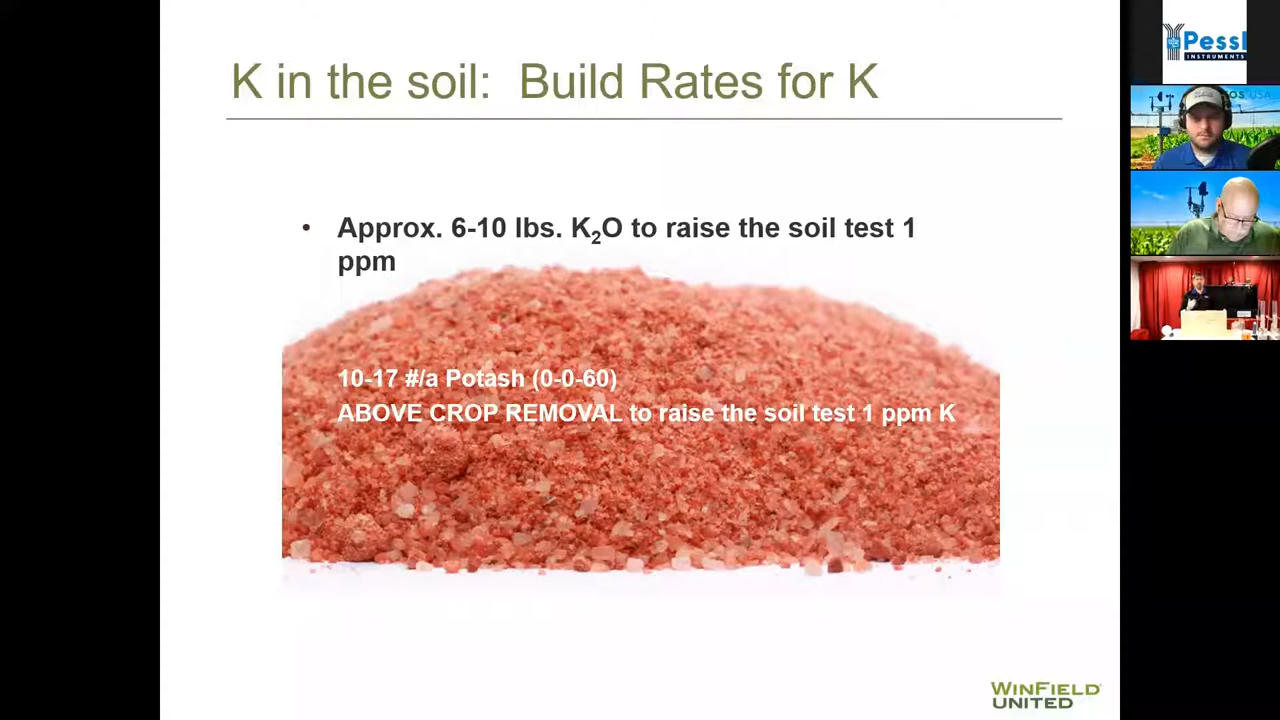 K in the soil: Build Rates for K
• Approx. 6-10 lbs. K₂O to raise the soil test 1
ppm
10-17 #/a Potash (0-0-60)
ABOVE CROP REMOVAL to raise the soil test 1 ppm K
WINFIELD
UNITED
Pessl
INSTRUMENTS
USA